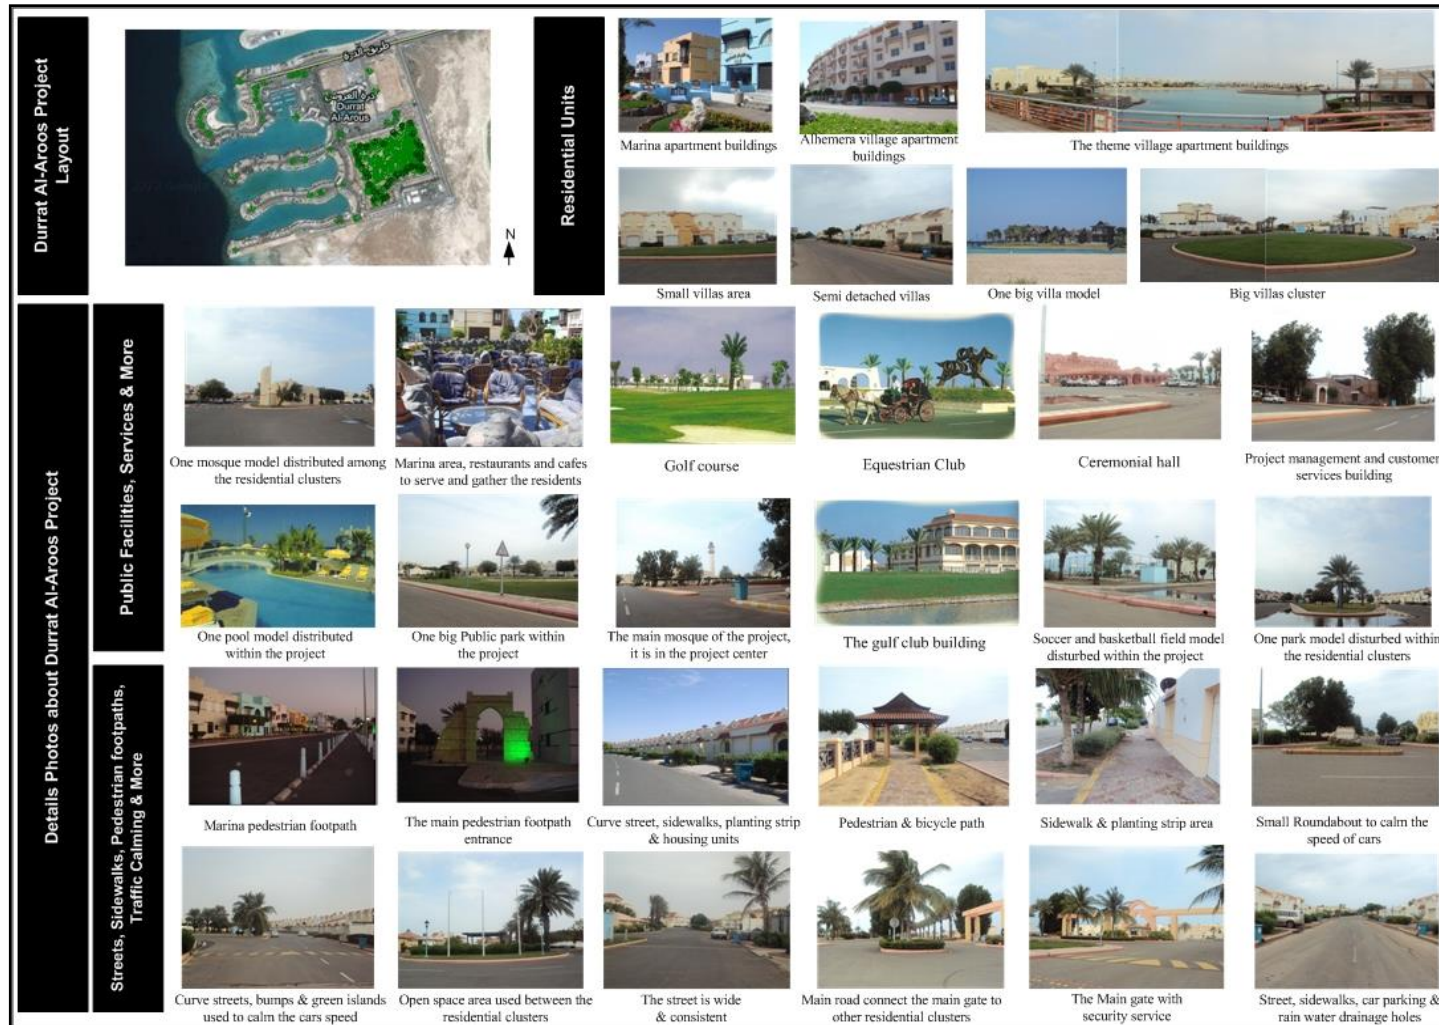 Durrat Al-Aroos Project
Layout
طريق الدرة
درة العروس
Durrat
Al-Arous
N
Residential Units
Marina apartment buildings
Alhemera village apartment
buildings
The theme village apartment buildings
Small villas area
Semi detached villas
One big villa model
Big villas cluster
Details Photos about Durrat Al-Aroos Project
Public Facilities, Services & More
One mosque model distributed among
the residential clusters
Marina area, restaurants and cafes
to serve and gather the residents
Golf course
Equestrian Club
Ceremonial hall
Project management and customer
services building
One pool model distributed
within the project
One big Public park within
the project
The main mosque of the project,
it is in the project center
The gulf club building
Soccer and basketball field model
disturbed within the project
One park model disturbed within
the residential clusters
Streets, Sidewalks, Pedestrian footpaths,
Traffic Calming & More
Marina pedestrian footpath
The main pedestrian footpath
entrance
Curve street, sidewalks, planting strip
& housing units
Pedestrian & bicycle path
Sidewalk & planting strip area
Small Roundabout to calm the
speed of cars
Curve streets, bumps & green islands
used to calm the cars speed
Open space area used between the
residential clusters
The street is wide
& consistent
Main road connect the main gate to
other residential clusters
The Main gate with
security service
Street, sidewalks, car parking &
rain water drainage holes